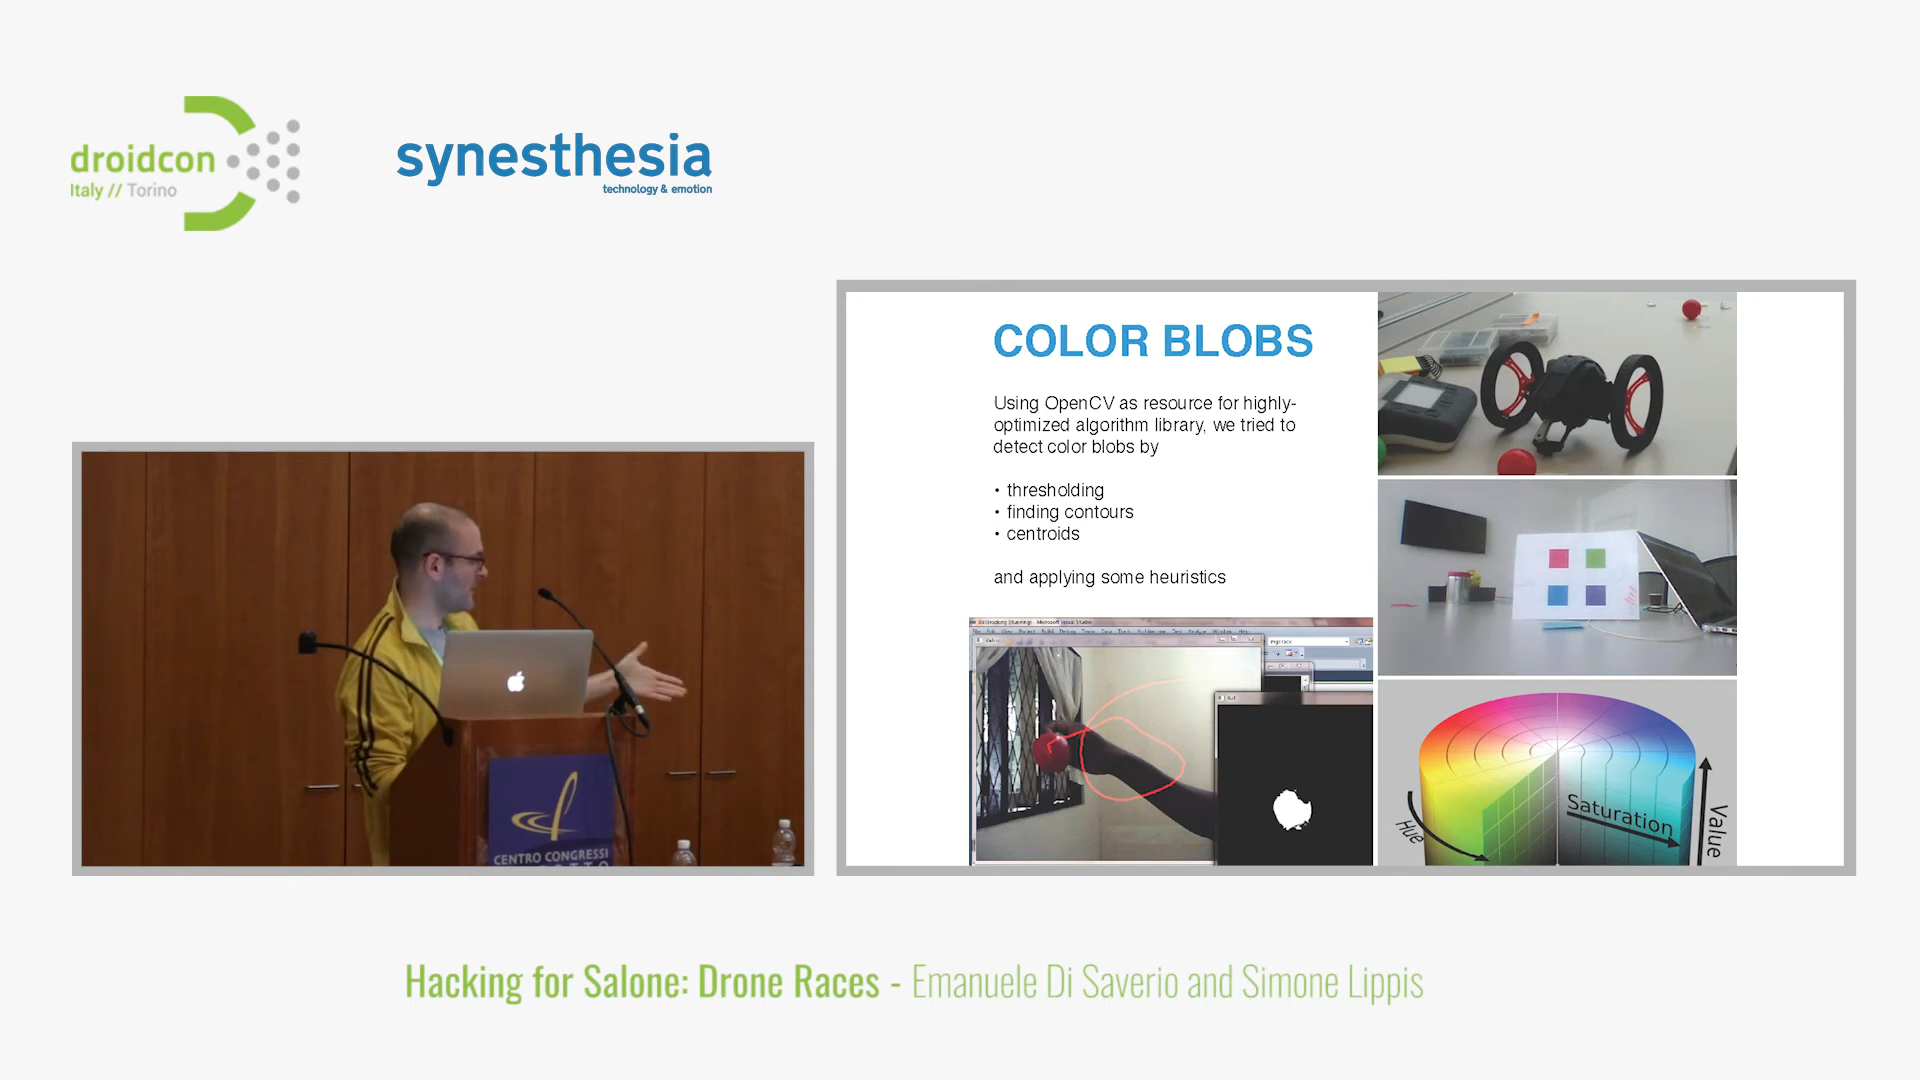 droidcon
Italy // Torino
synesthesia
technology & emotion
COLOR BLOBS
Using OpenCV as resource for highly-
optimized algorithm library, we tried to
detect color blobs by
• thresholding
• finding contours
• centroids
and applying some heuristics
Hue
Saturation
Value
CENTRO CONGRESSI
Hacking for Salone: Drone Races - Emanuele Di Saverio and Simone Lippis